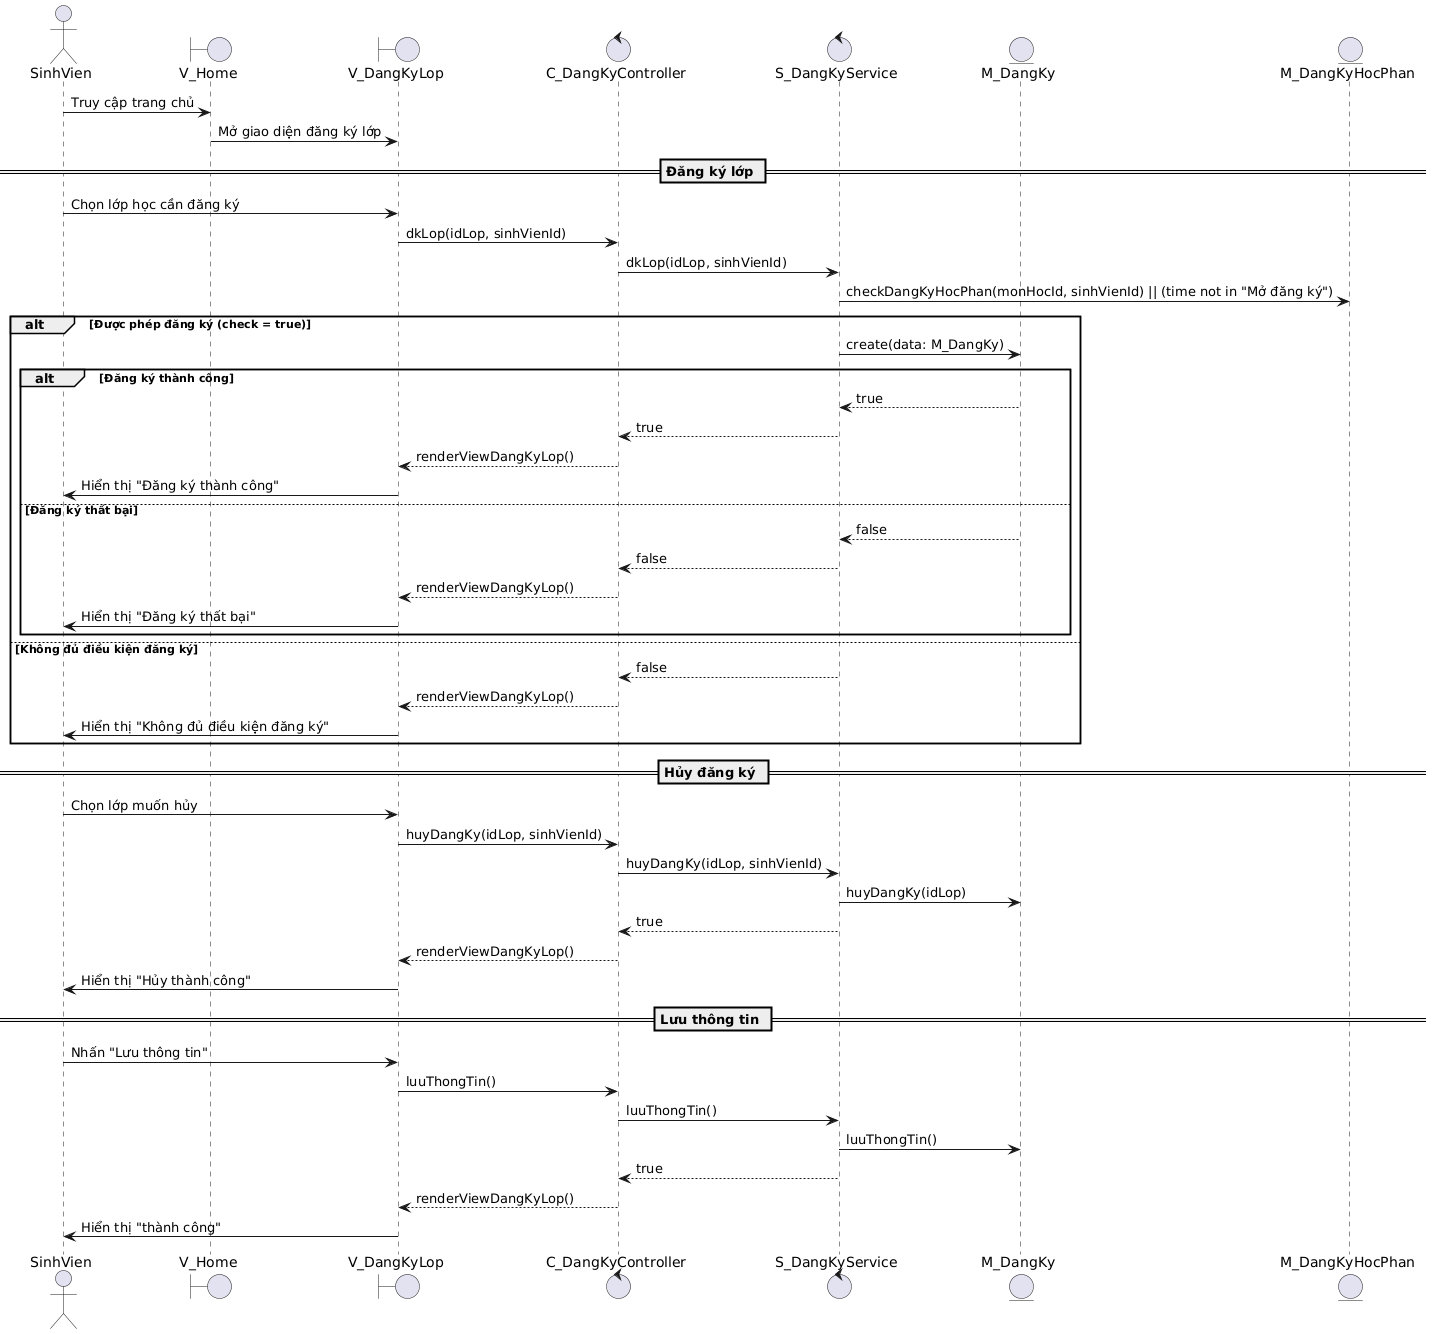 SinhVien V_Home V_DangKyLop C_DangKyController S_DangKyService M_DangKy M_DangKyHocPhan
Truy cập trang chủ
Mở giao diện đăng ký lớp
Đăng ký lớp
Chọn lớp học cần đăng ký
dkLop(idLop, sinhVienId)
dkLop(idLop, sinhVienId)
checkDangKyHocPhan(monHocId, sinhVienId) || (time not in "Mở đăng ký")
alt [Được phép đăng ký (check = true)]
create(data: M_DangKy)
alt [Đăng ký thành công]
true
true
renderViewDangKyLop()
Hiển thị "Đăng ký thành công"
[Đăng ký thất bại]
false
false
renderViewDangKyLop()
Hiển thị "Đăng ký thất bại"
[Không đủ điều kiện đăng ký]
false
renderViewDangKyLop()
Hiển thị "Không đủ điều kiện đăng ký"
Hủy đăng ký
Chọn lớp muốn hủy
huyDangKy(idLop, sinhVienId)
huyDangKy(idLop, sinhVienId)
huyDangKy(idLop)
true
renderViewDangKyLop()
Hiển thị "Hủy thành công"
Lưu thông tin
Nhấn "Lưu thông tin"
luuThongTin()
luuThongTin()
luuThongTin()
true
renderViewDangKyLop()
Hiển thị "thành công"
SinhVien V_Home V_DangKyLop C_DangKyController S_DangKyService M_DangKy M_DangKyHocPhan